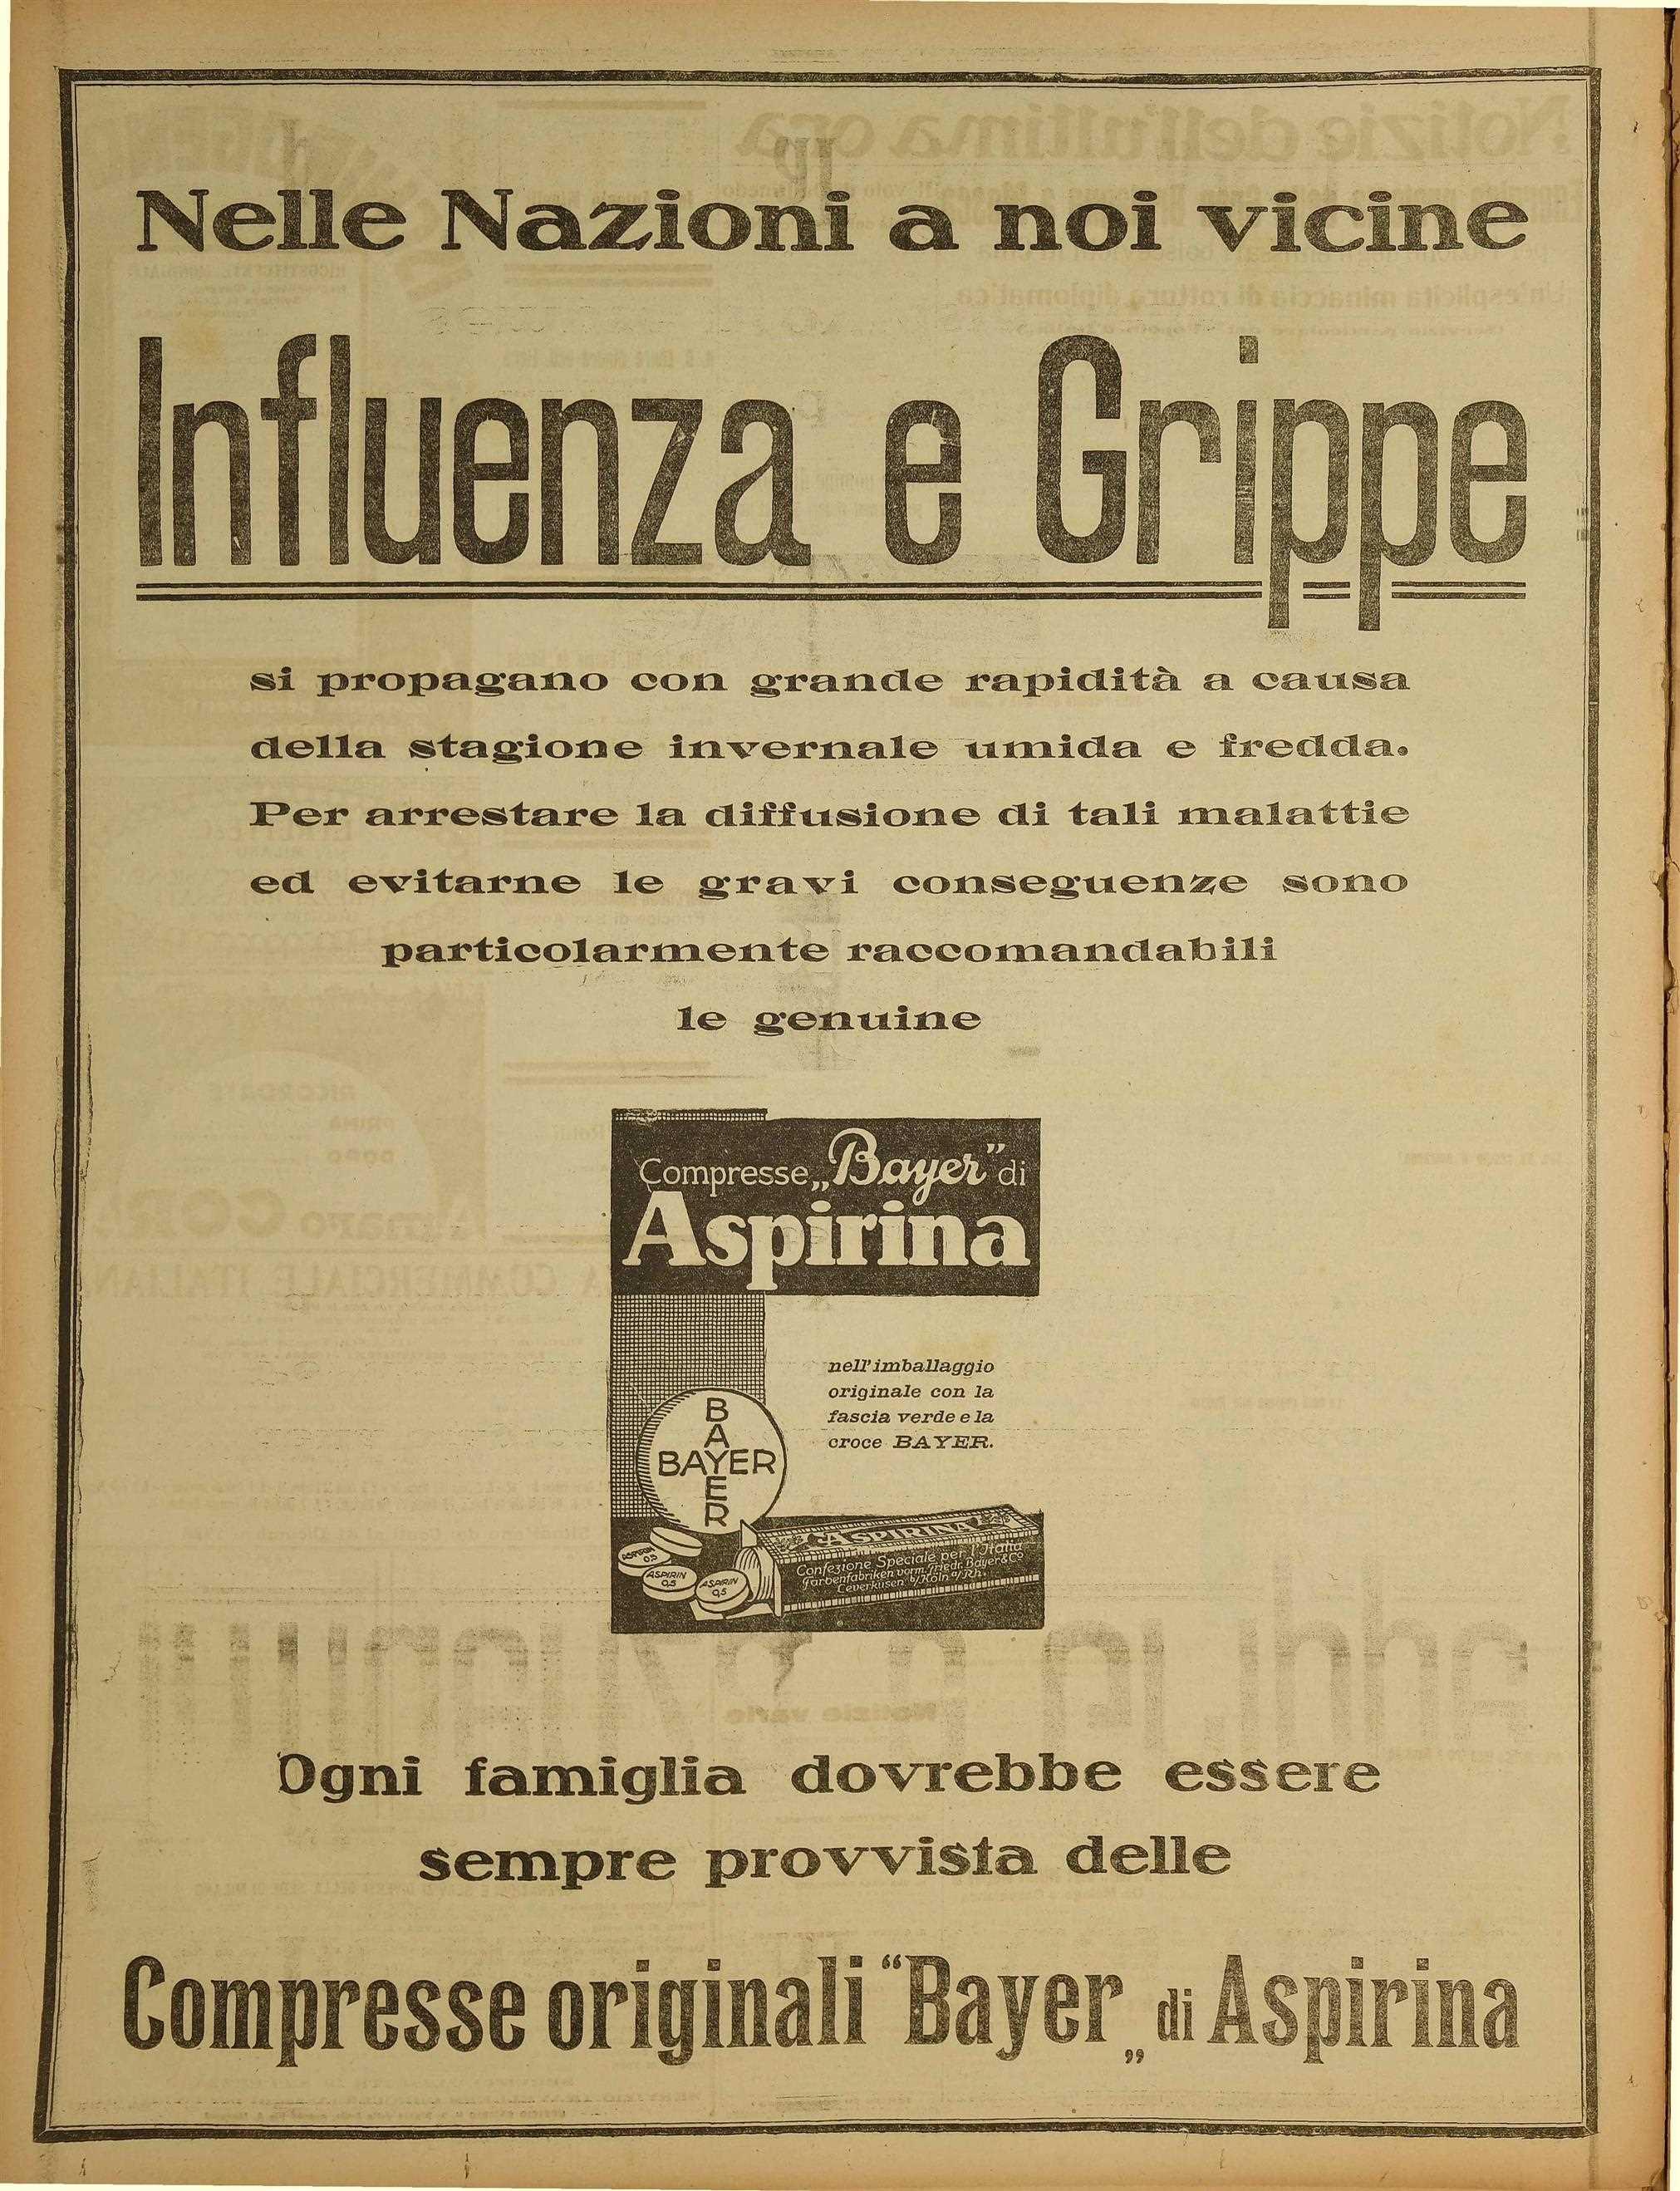 Nelle Nazioni a noi vicine
Influenza e Grippe
si propagano con grande rapidità a causa
della stagione invernale umida e fredda.
Per arrestare la diffusione di tali malattie
ed evitarne le gravi conseguenze sono
particolarmente raccomandabili
le genuine
Compresse „Bayer" di
Aspirina
nell'imballaggio
originale con la
fascia verde e la
croce BAYER.
BAYER
BAYER
ASPIRINA
Confezione Speciale per l'Italia
Farbenfabriken vorm. Friedr. Bayer & Co
Leverkusen b/Köln a/Rh.
ASPIRIN
0,5
ASPIRIN
0,5
ASPIRIN
0,5
Ogni famiglia dovrebbe essere
sempre provvista delle
Compresse originali "Bayer„ di Aspirina